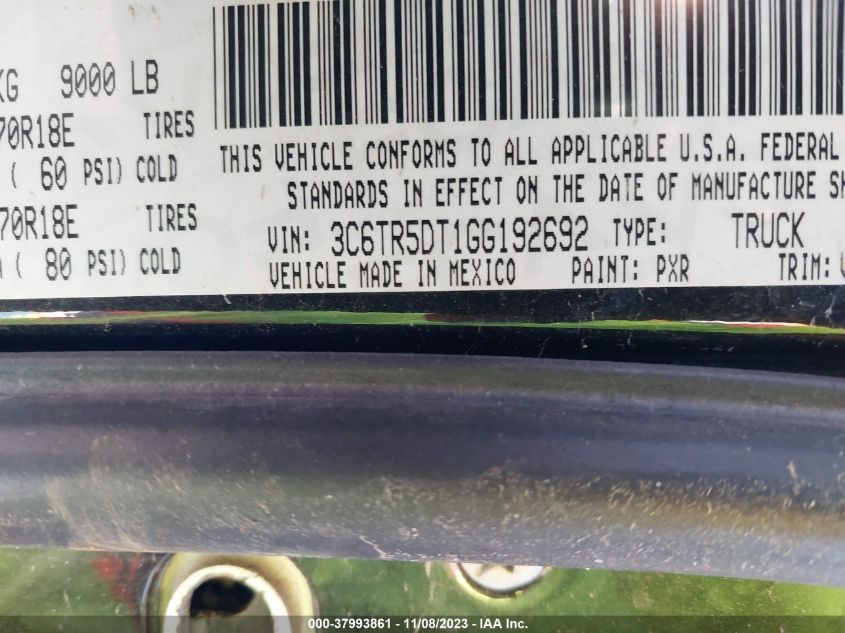 KG 9000 LB
70R18E TIRES
( 60 PSI) COLD
70R18E TIRES
( 80 PSI) COLD
THIS VEHICLE CONFORMS TO ALL APPLICABLE U.S.A. FEDERAL
STANDARDS IN EFFECT ON THE DATE OF MANUFACTURE SH
VIN: 3C6TR5DT1GG192692 TYPE: TRUCK
VEHICLE MADE IN MEXICO PAINT: PXR TRIM:
000-37993861 - 11/08/2023 - IAA Inc.